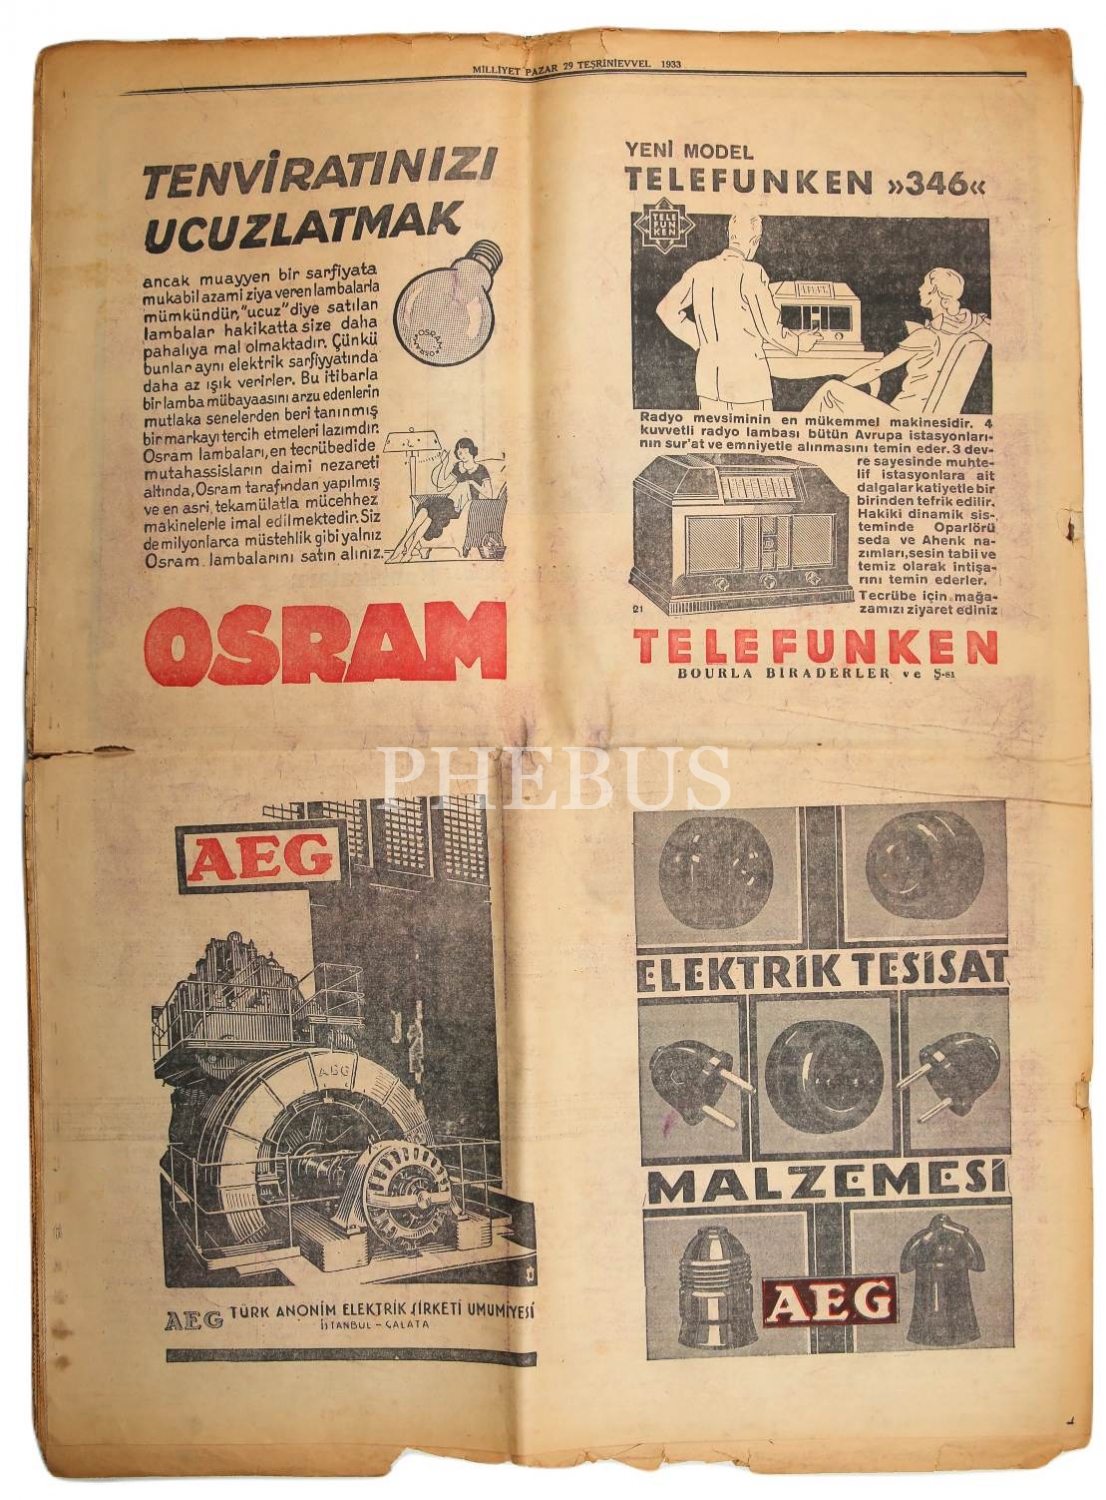 MİLLİYET PAZAR 29 TEŞRİNİEVVEL 1933
TENVİRATINIZI
UCUZLATMAK
ancak muayyen bir sarfiyata
mukabil azami ziya veren lambalarla
mümkündür, "ucuz" diye satılan
lambalar hakikatta size daha
pahalıya mal olmaktadır. Çünkü
bunlar aynı elektrik sarfiyyatında
daha az ışık verirler. Bu itibarla
bir lamba mübayaasını arzu edenlerin
mutlaka senelerden beri tanınmış
bir markayı tercih etmeleri lazımdır.
Osram lambaları, en tecrübedide
mutahassisların daimi nezareti
altında, Osram tarafından yapılmış
ve en asri, tekamülatla mücehhez
makinelerle imal edilmektedir. Siz
de milyonlarca müstehlik gibi yalnız
Osram lambalarını satın alınız.
OSRAM
OSRAM
YENİ MODEL
TELEFUNKEN »346«
TELE
FUN
KEN
Radyo mevsiminin en mükemmel makinesidir. 4
kuvvetli radyo lambası bütün Avrupa istasyonları-
nın sur'at ve emniyetle alınmasını temin eder. 3 dev-
re sayesinde muhte-
lif istasyonlara ait
dalgalar katiyetle bir
birinden tefrik edilir.
Hakiki dinamik sis-
teminde Oparlörü
seda ve Ahenk na-
zımları, sesin tabii ve
temiz olarak intişa-
rını temin ederler.
Tecrübe için mağa-
zamızı ziyaret ediniz
21
TELEFUNKEN
BOURLA BIRADERLER ve Ş-sı
PHEBUS
AEG
AEG
AEG TÜRK ANONİM ELEKTRİK ŞİRKETİ UMUMİYESİ
İSTANBUL - GALATA
ELEKTRİK TESİSAT
MALZEMESİ
AEG